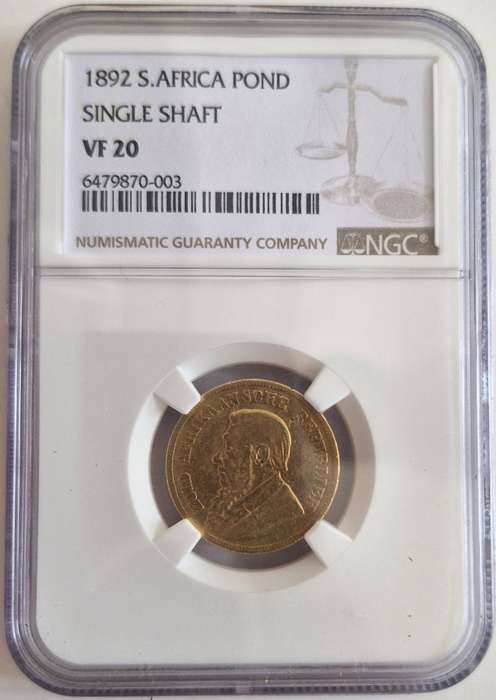 1892 S.AFRICA POND
SINGLE SHAFT
VF 20
6479870-003
NUMISMATIC GUARANTY COMPANY
NGC®